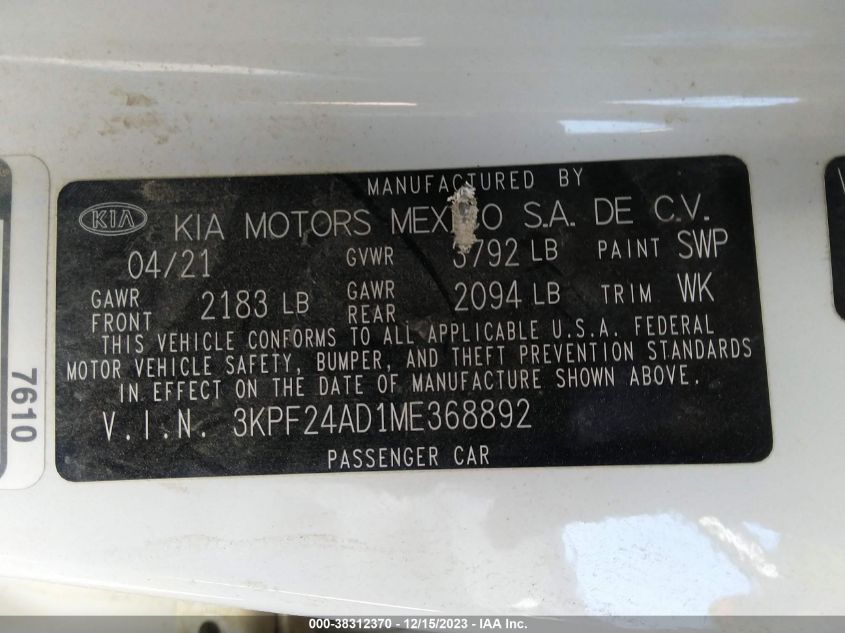 MANUFACTURED BY
KIA KIA MOTORS MEXICO S.A. DE C.V.
04/21 GVWR 3792 LB PAINT SWP
GAWR FRONT 2183 LB GAWR REAR 2094 LB TRIM WK
THIS VEHICLE CONFORMS TO ALL APPLICABLE U.S.A. FEDERAL
MOTOR VEHICLE SAFETY, BUMPER, AND THEFT PREVENTION STANDARDS
IN EFFECT ON THE DATE OF MANUFACTURE SHOWN ABOVE.
V.I.N. 3KPF24AD1ME368892
PASSENGER CAR
7610
000-38312370 - 12/15/2023 - IAA Inc.